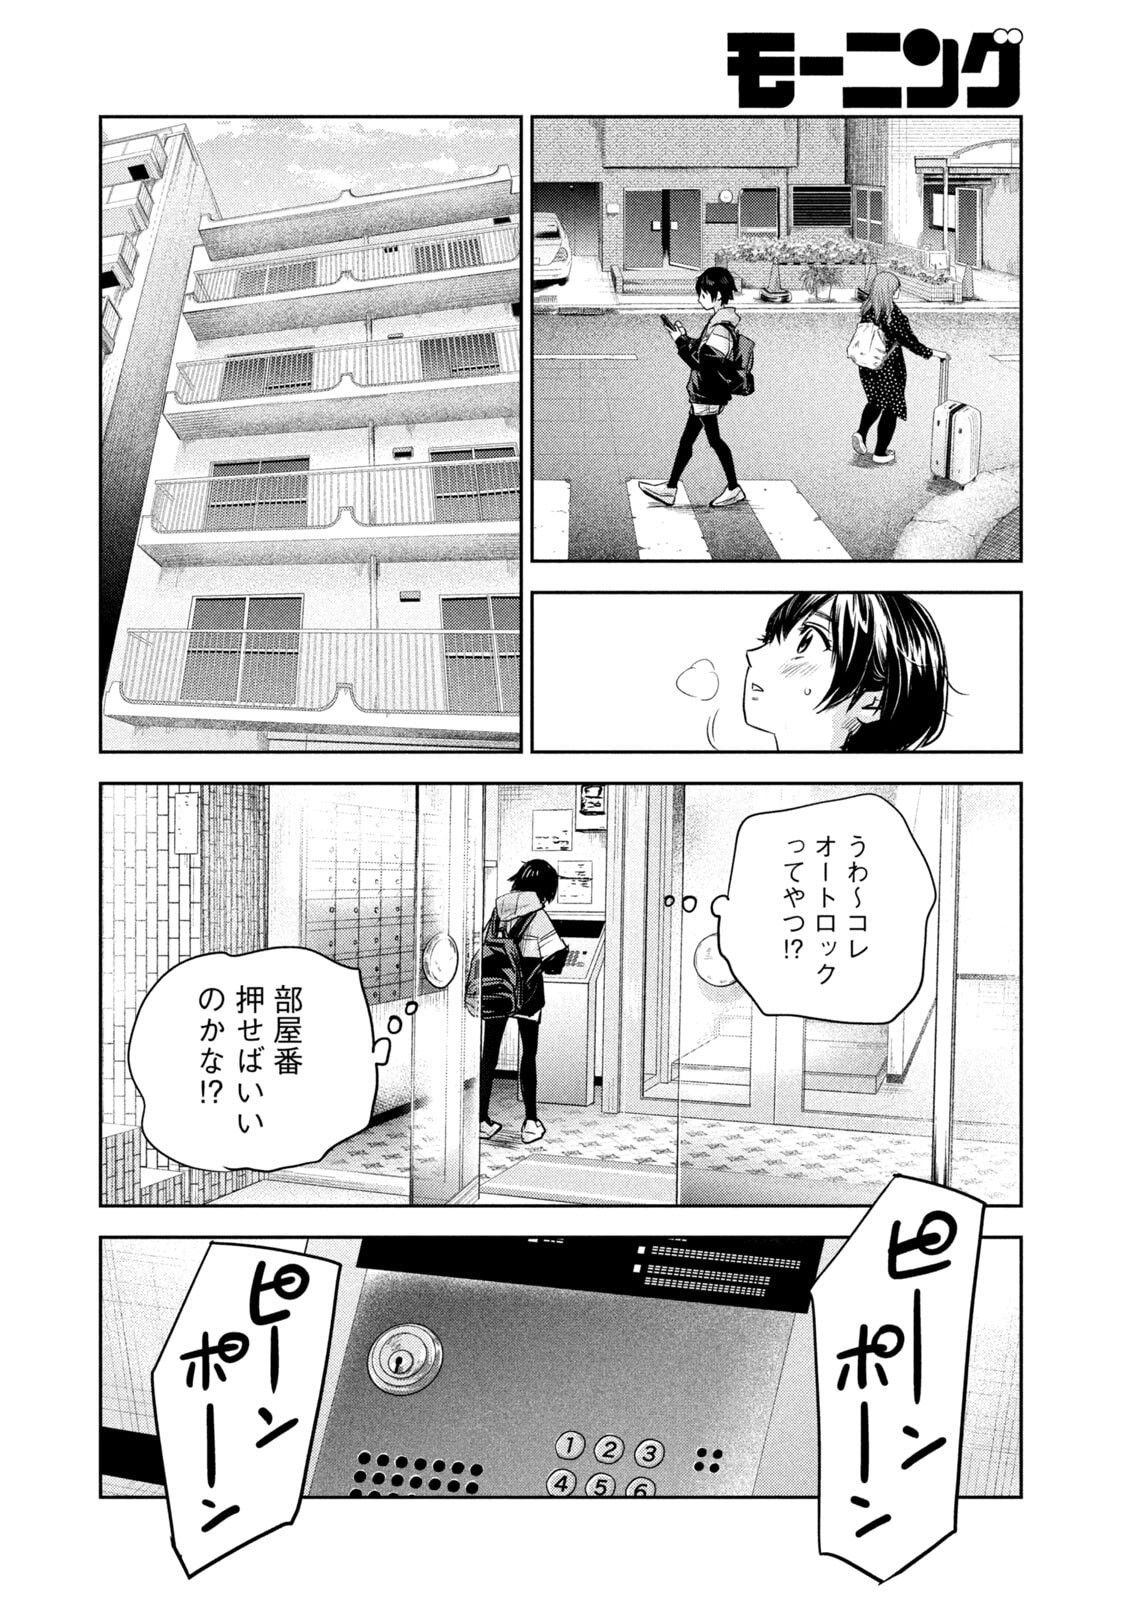 モーニング
うわ〜コレ
オートロック
ってやつ!?
部屋番
押せばいい
のかな!?
ピーン
ポーン
ピーン
ポーン
1 2 3
4 5 6